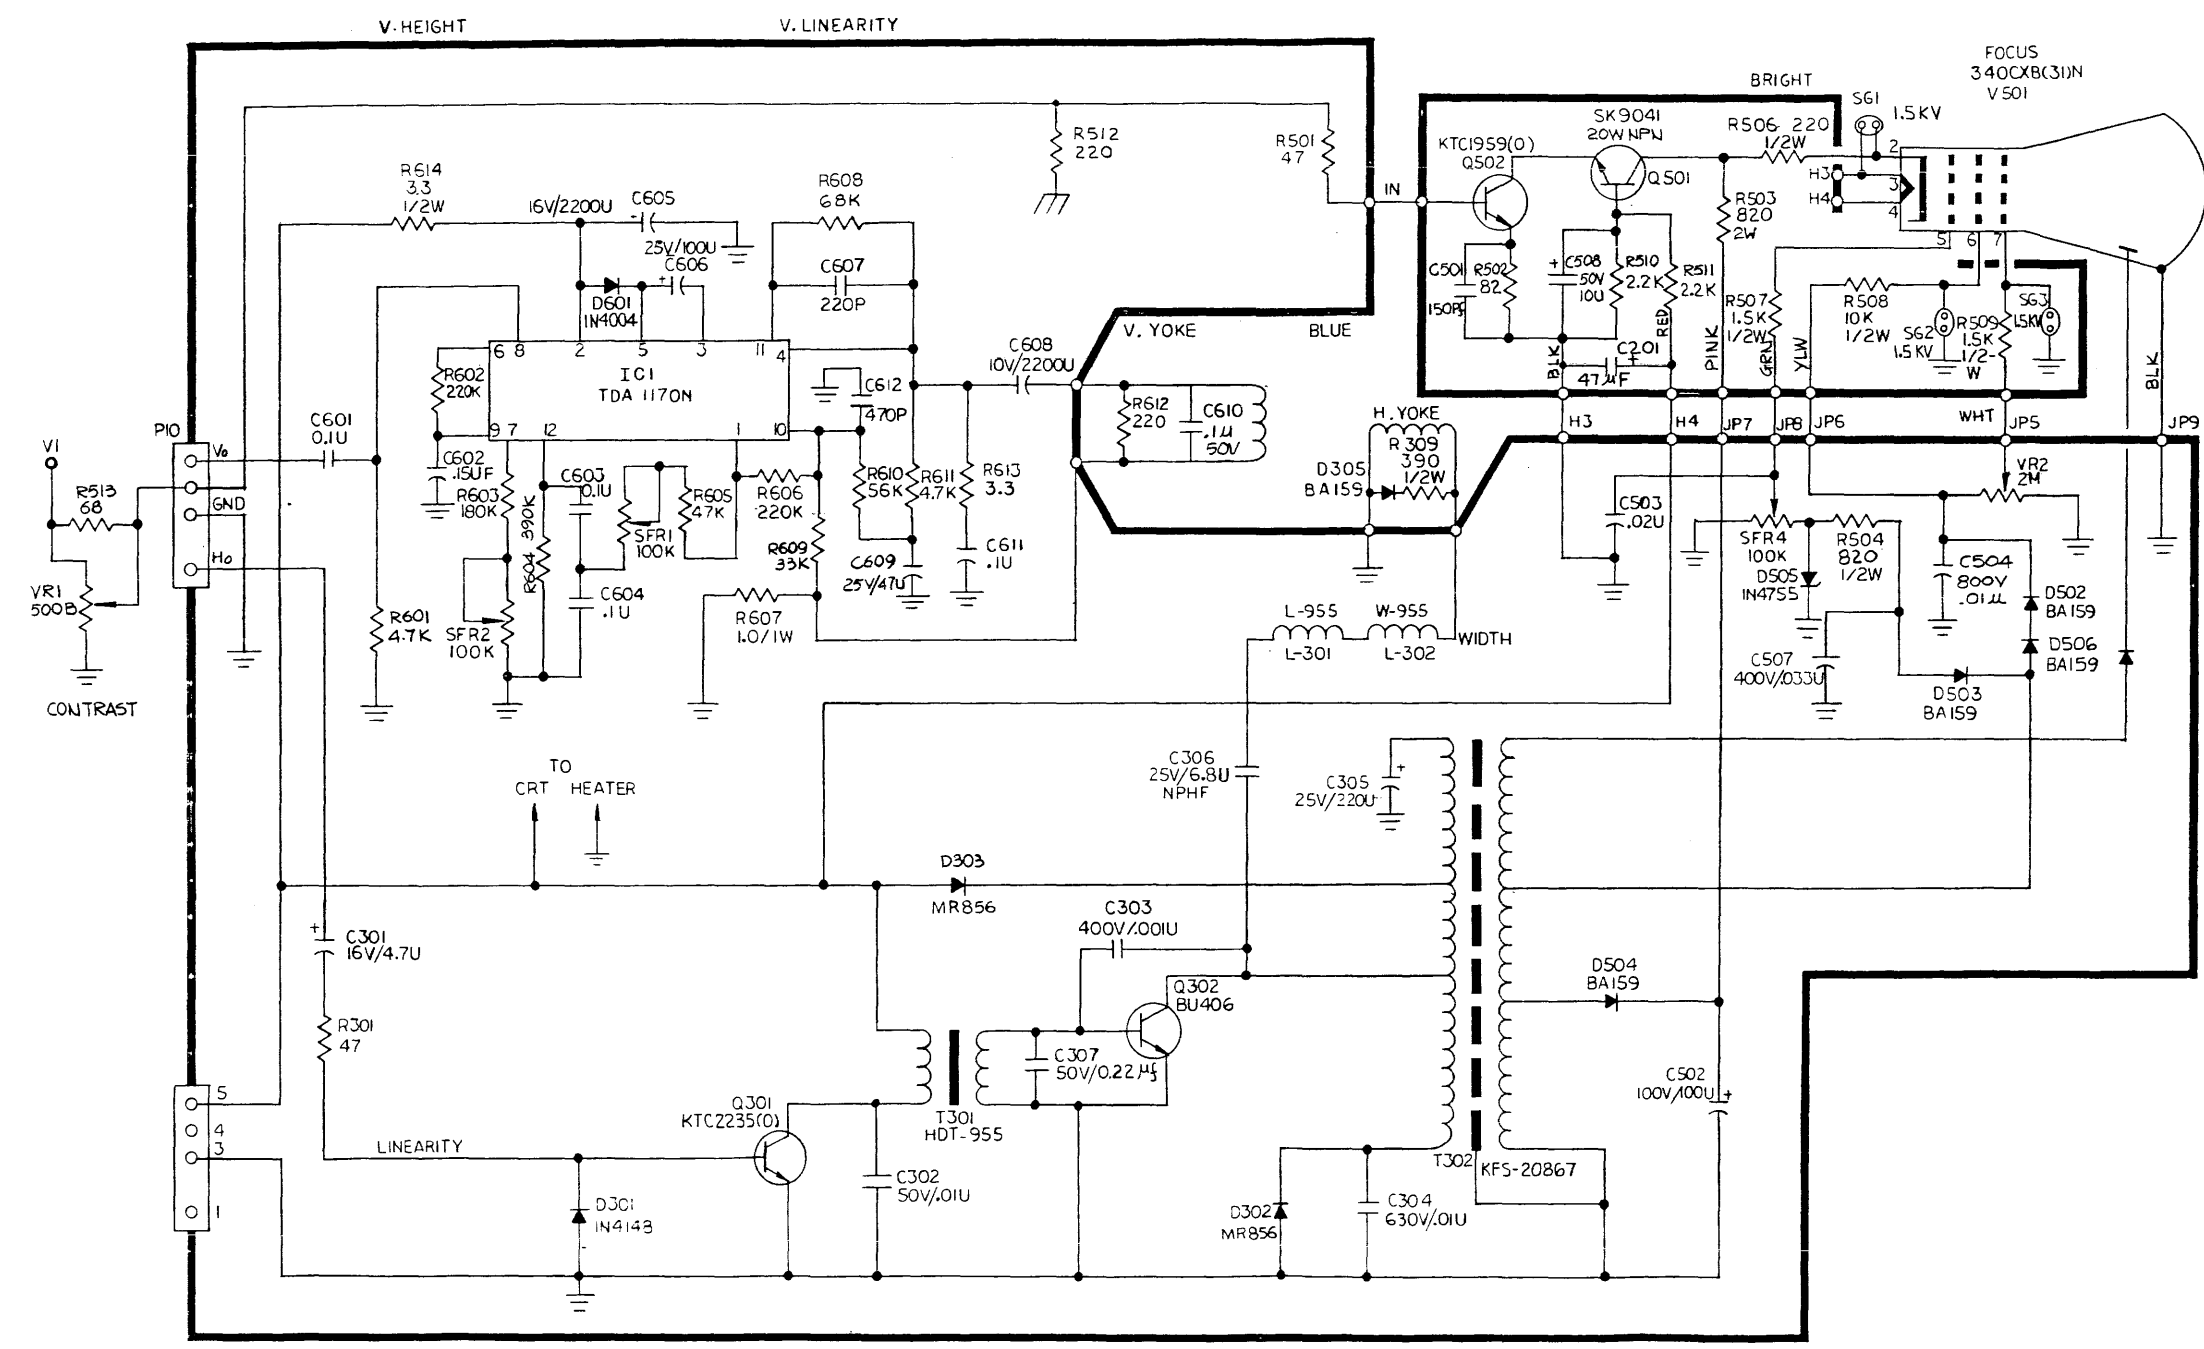 V.HEIGHT
V. LINEARITY
FOCUS
340CXB(31)N
V501
BRIGHT
SG1
1.5KV
SK9041
20W NPN
Q501
KTC1959(O)
Q502
R506 220
1/2W
H3
H4
2
3
4
5
6
7
R512
220
R501
47
IN
R614
3.3
1/2W
16V/2200U
C605
25V/100U
C606
R608
68K
C607
220P
D601
IN4004
6
8
2
5
3
11
4
IC1
TDA 1170N
9
7
12
1
10
R602
220K
C612
470P
C608
10V/2200U
V. YOKE
BLUE
R612
220
C610
.1µ
50V
C501
150Pf
R502
82
C508
50V
10U
R510
2.2K
R511
2.2K
R503
820
2W
R507
1.5K
1/2W
R508
10K
1/2W
SG2
1.5KV
R509
1.5K
1/2-
W
SG3
1.5KV
BLK
C201
+
47µF
RED
PINK
GRN
YLW
WHT
BLK
H3
H4
JP7
JP8
JP6
JP5
JP9
H.YOKE
R309
390
1/2W
D305
BA159
V1
P10
Vo
GND
Ho
R513
68
VR1
500B
CONTRAST
C601
0.1U
C602
.15UF
R603
180K
R604 390K
C603
0.1U
SFR1
100K
R605
47K
R606
220K
R609
33K
R610
56K
R611
4.7K
R613
3.3
C609
25V/47U
C611
.1U
R601
4.7K
SFR2
100K
C604
.1U
R607
1.0/1W
C503
.02U
SFR4
100K
R504
820
1/2W
VR2
2M
D505
IN4755
C504
800V
.01µ
D502
BA159
D506
BA159
C507
400V/.033U
D503
BA159
L-955
L-301
W-955
L-302
WIDTH
C306
25V/6.8U
NPHF
C305
25V/220U
+
TO
CRT
HEATER
D303
MR856
C303
400V/.001U
Q302
BU406
D504
BA159
+
C301
16V/4.7U
R301
47
C307
50V/0.22µf
C502
100V/100U
+
5
4
3
1
Q301
KTC2235(O)
T301
HDT-955
LINEARITY
D301
IN4148
C302
50V/.01U
T302
KFS-20867
D302
MR856
C304
630V/.01U